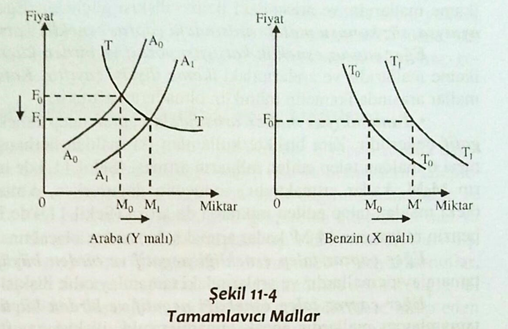 Fiyat
T
A₀
A₁
F₀
F₁
T
A₀
A₁
0
M₀
M₁
Miktar
Araba (Y malı)
Fiyat
T₀
T₁
F₀
T₀
T₁
0
M₀
M'
Miktar
Benzin (X malı)
Şekil 11-4
Tamamlayıcı Mallar